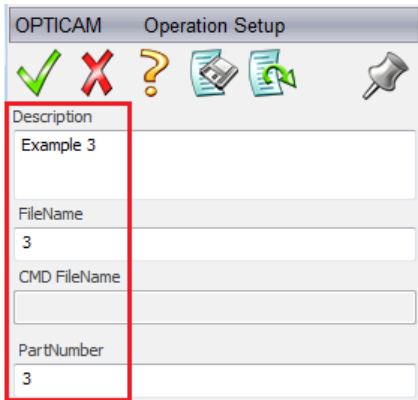 OPTICAM Operation Setup
Description
Example 3
FileName
3
CMD FileName
PartNumber
3